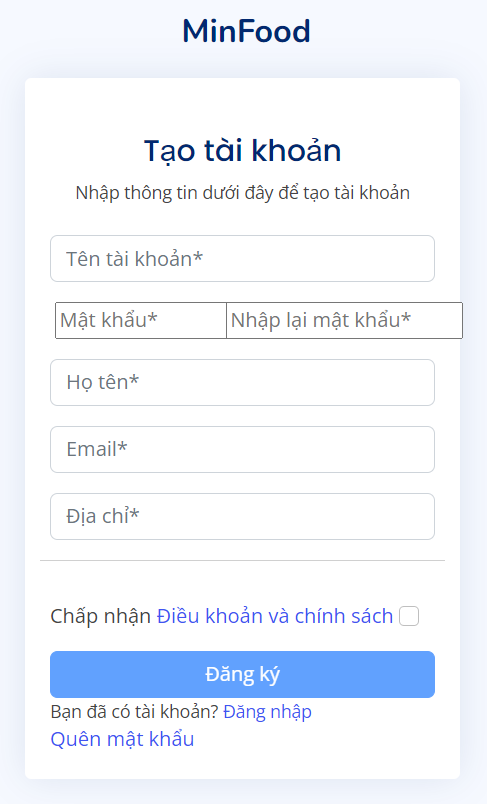 MinFood
Tạo tài khoản
Nhập thông tin dưới đây để tạo tài khoản
Tên tài khoản*
Mật khẩu* Nhập lại mật khẩu*
Họ tên*
Email*
Địa chỉ*
Chấp nhận Điều khoản và chính sách
Đăng ký
Bạn đã có tài khoản? Đăng nhập
Quên mật khẩu